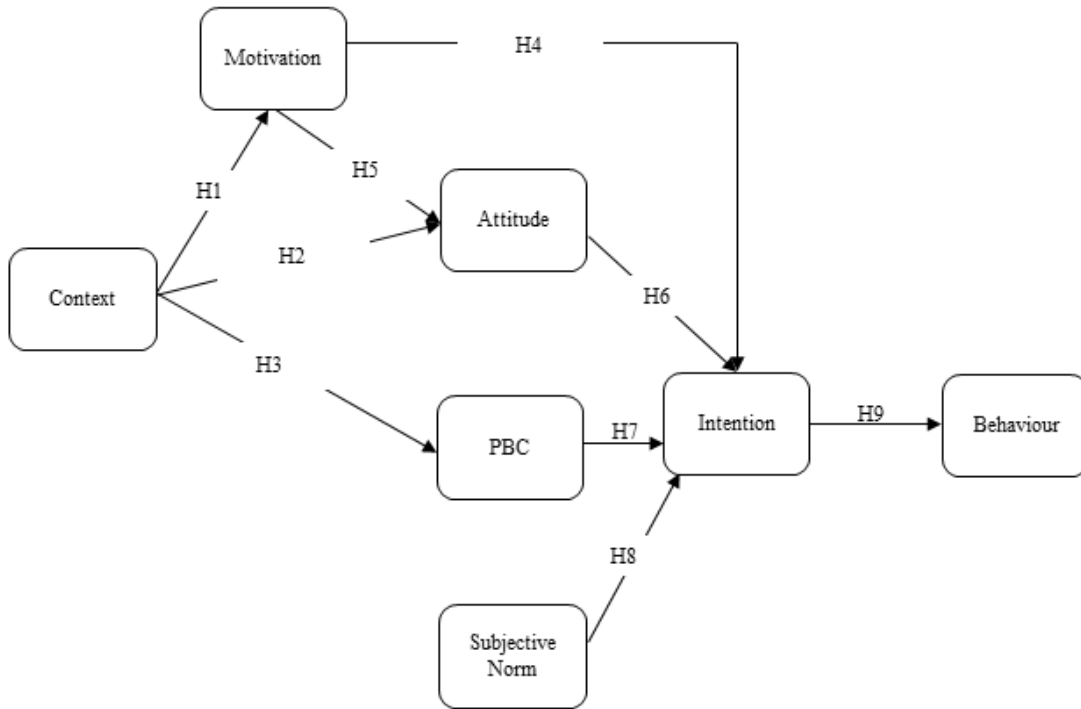 Motivation
H4
H5
H1
Attitude
H2
Context
H6
H3
Intention
H9
Behaviour
H7
PBC
H8
Subjective
Norm